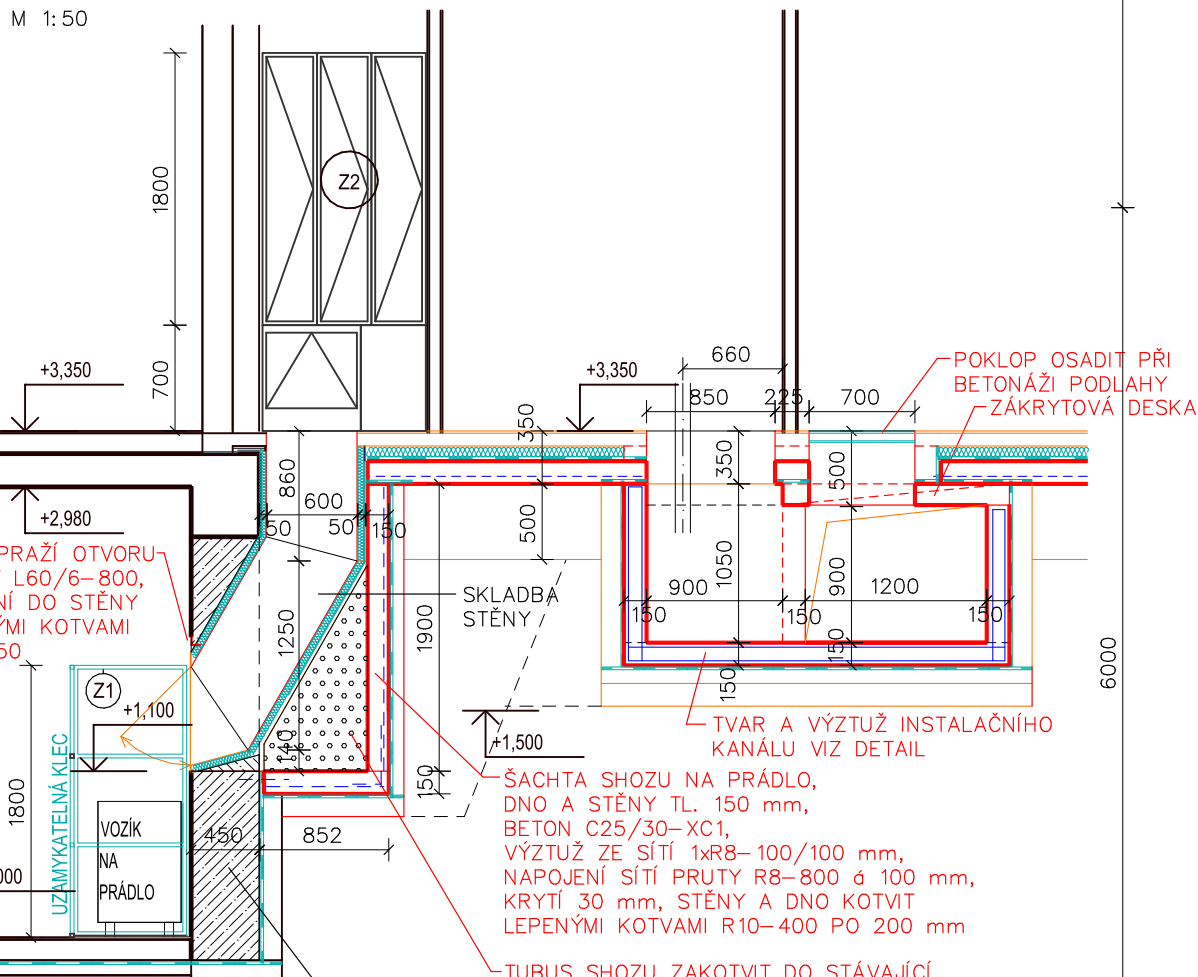 M 1:50
1800
Z2
700
+3,350
+3,350
660
850
225
700
POKLOP OSADIT PŘI
BETONÁŽI PODLAHY
ZÁKRYTOVÁ DESKA
350
860
350
500
600
50
50
150
500
+2,980
PRAŽÍ OTVORU
L60/6–800,
NÍ DO STĚNY
ÝMI KOTVAMI
50
SKLADBA
STĚNY
1250
1900
1050
900
900
1200
150
150
150
150
150
6000
Z1
+1,100
140
+1,500
TVAR A VÝZTUŽ INSTALAČNÍHO
KANÁLU VIZ DETAIL
1800
UZAMYKATELNÁ KLEC
150
ŠACHTA SHOZU NA PRÁDLO,
DNO A STĚNY TL. 150 mm,
BETON C25/30–XC1,
VÝZTUŽ ZE SÍTÍ 1xR8–100/100 mm,
NAPOJENÍ SÍTÍ PRUTY R8–800 á 100 mm,
KRYTÍ 30 mm, STĚNY A DNO KOTVIT
LEPENÝMI KOTVAMI R10–400 PO 200 mm
VOZÍK
NA
PRÁDLO
450
852
000
TUBUS SHOZU ZAKOTVIT DO STÁVAJÍCÍ